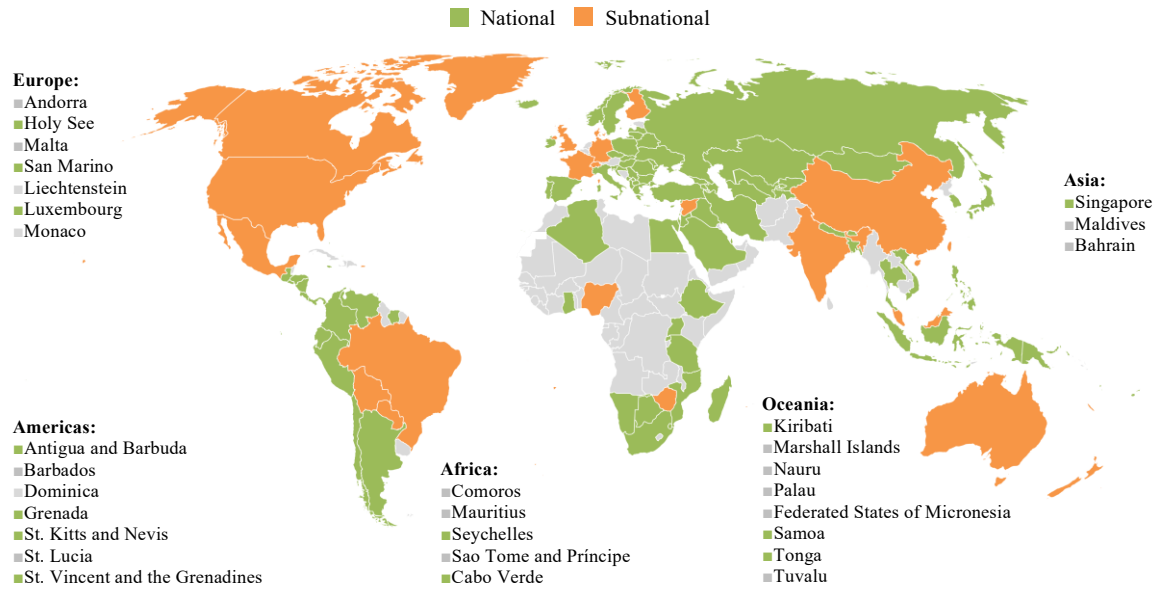 National Subnational
Europe:
Andorra
Holy See
Malta
San Marino
Liechtenstein
Luxembourg
Monaco
Asia:
Singapore
Maldives
Bahrain
Americas:
Antigua and Barbuda
Barbados
Dominica
Grenada
St. Kitts and Nevis
St. Lucia
St. Vincent and the Grenadines
Africa:
Comoros
Mauritius
Seychelles
Sao Tome and Príncipe
Cabo Verde
Oceania:
Kiribati
Marshall Islands
Nauru
Palau
Federated States of Micronesia
Samoa
Tonga
Tuvalu